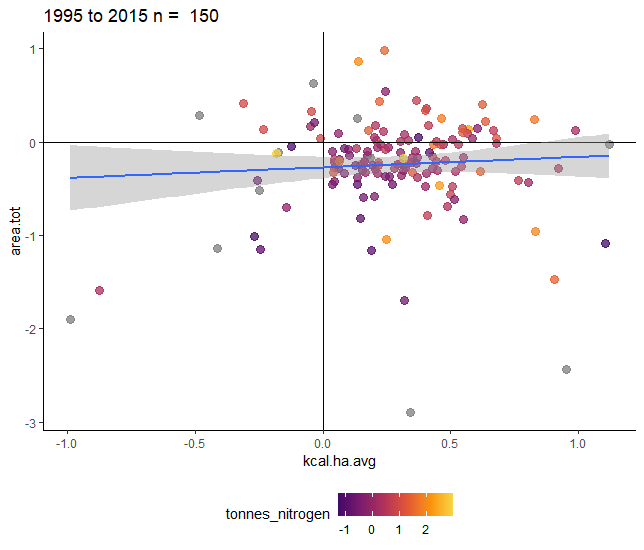 1995 to 2015 n =  150
1
0
-1
-2
-3
area.tot
-1.0 -0.5 0.0 0.5 1.0
kcal.ha.avg
tonnes_nitrogen
-1 0 1 2